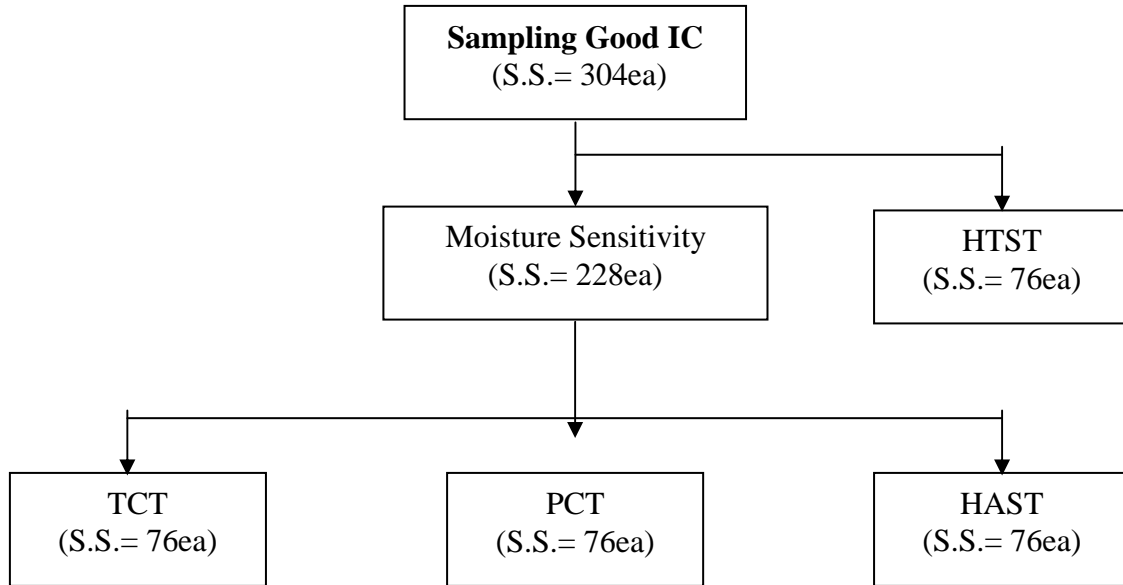 Sampling Good IC
(S.S.= 304ea)
Moisture Sensitivity
(S.S.= 228ea)
HTST
(S.S.= 76ea)
TCT
(S.S.= 76ea)
PCT
(S.S.= 76ea)
HAST
(S.S.= 76ea)